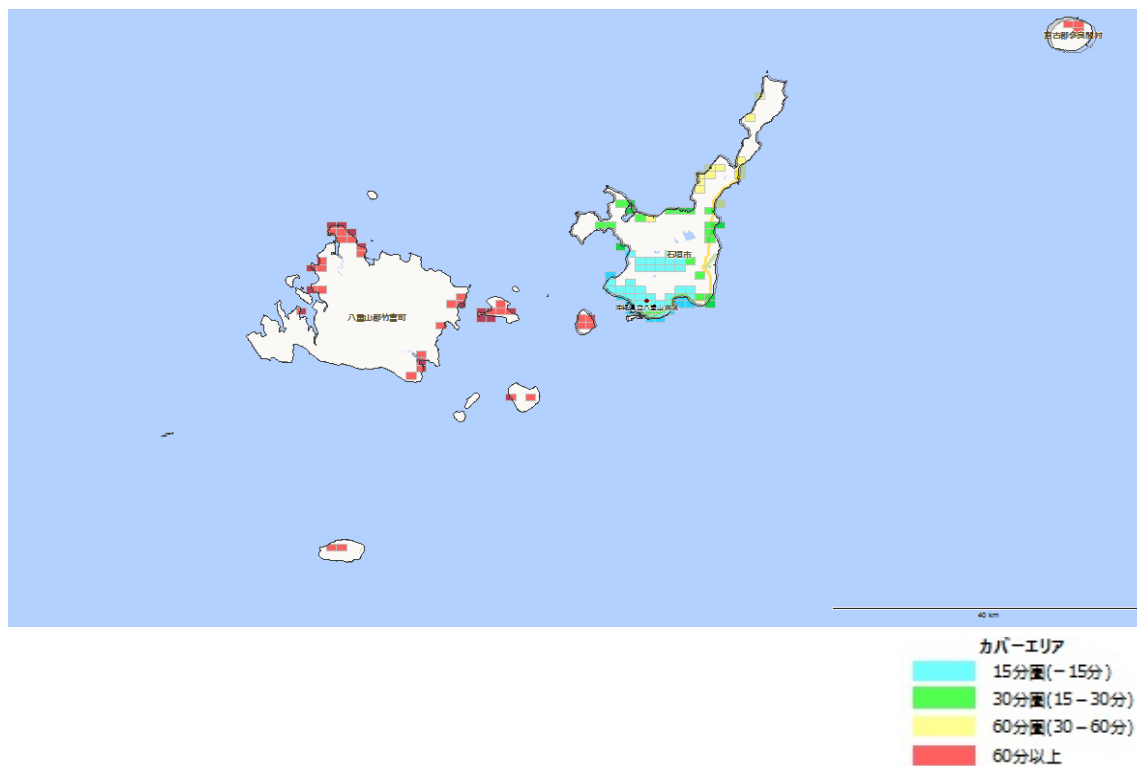 宮古郡多良間村
石垣市
八重山郡竹富町
40 km
カバーエリア
15分圏(－15分)
30分圏(15－30分)
60分圏(30－60分)
60分以上